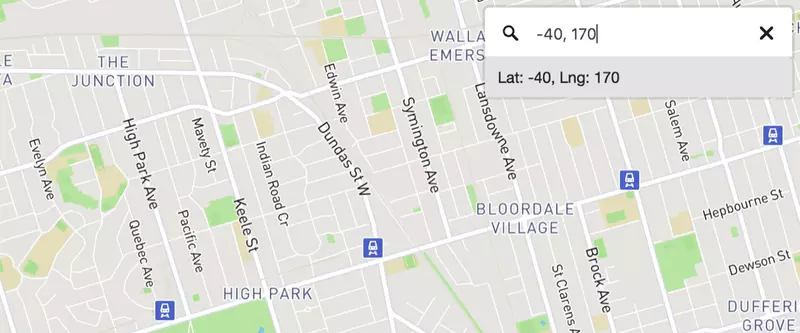 -40, 170
Lat: -40, Lng: 170
WALLA
EMERS
THE
JUNCTION
LE
TA
Edwin Ave
Symington Ave
Lansdowne Ave
Salem Ave
Dundas St W
Mavety St
High Park Ave
Evelyn Ave
Indian Road Cr
Keele St
Pacific Ave
Quebec Ave
BLOORDALE
VILLAGE
Hepbourne St
Brock Ave
Dewson St
St Clarens Av
HIGH PARK
DUFFERI
GROVE